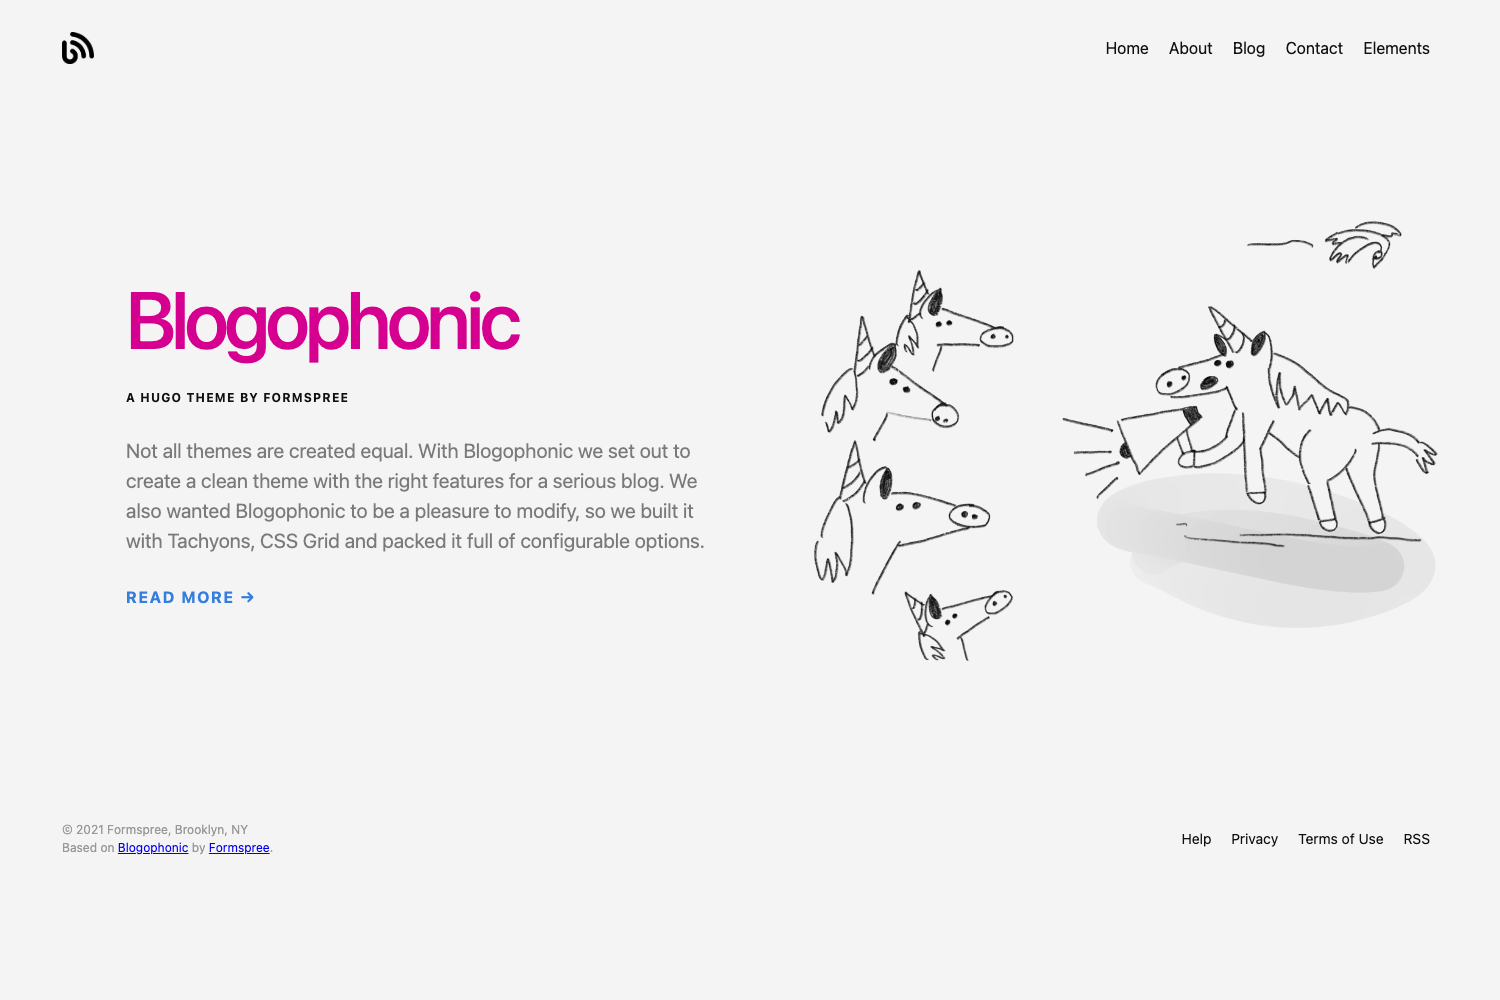 Home About Blog Contact Elements
Blogophonic
A HUGO THEME BY FORMSPREE
Not all themes are created equal. With Blogophonic we set out to
create a clean theme with the right features for a serious blog. We
also wanted Blogophonic to be a pleasure to modify, so we built it
with Tachyons, CSS Grid and packed it full of configurable options.
READ MORE →
© 2021 Formspree, Brooklyn, NY
Based on Blogophonic by Formspree.
Help Privacy Terms of Use RSS